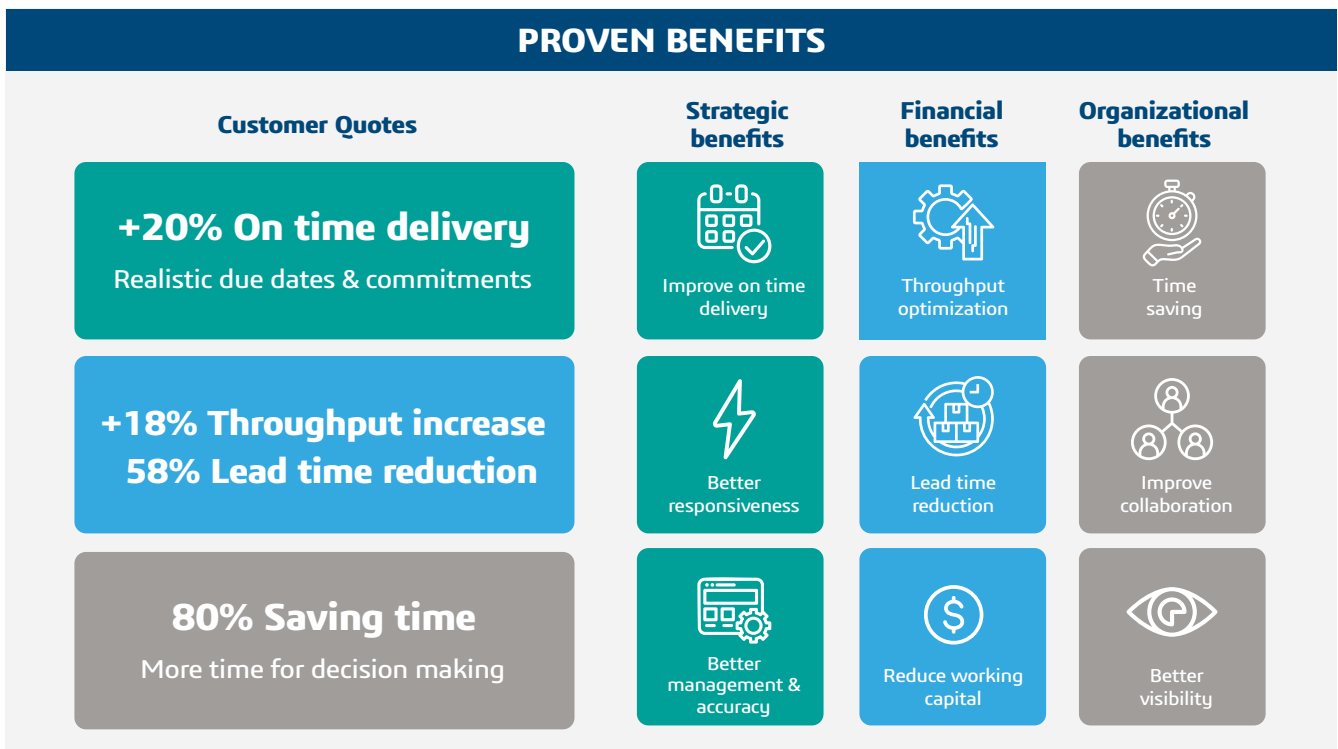 PROVEN BENEFITS
Customer Quotes
+20% On time delivery
Realistic due dates & commitments
+18% Throughput increase
58% Lead time reduction
80% Saving time
More time for decision making
Strategic
benefits
Improve on time
delivery
Better
responsiveness
Better
management &
accuracy
Financial
benefits
Throughput
optimization
Lead time
reduction
$
Reduce working
capital
Organizational
benefits
Time
saving
Improve
collaboration
Better
visibility